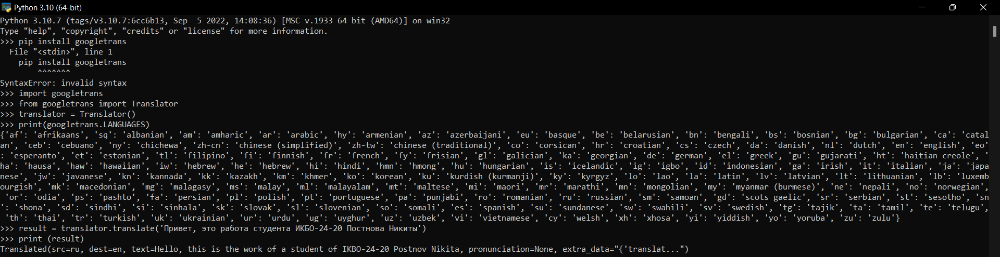 Python 3.10 (64-bit)
Python 3.10.7 (tags/v3.10.7:6cc6b13, Sep  5 2022, 14:08:36) [MSC v.1933 64 bit (AMD64)] on win32
Type "help", "copyright", "credits" or "license" for more information.
>>> pip install googletrans
  File "<stdin>", line 1
    pip install googletrans
        ^^^^^^^
SyntaxError: invalid syntax
>>> import googletrans
>>> from googletrans import Translator
>>> translator = Translator()
>>> print(googletrans.LANGUAGES)
{'af': 'afrikaans', 'sq': 'albanian', 'am': 'amharic', 'ar': 'arabic', 'hy': 'armenian', 'az': 'azerbaijani', 'eu': 'basque', 'be': 'belarusian', 'bn': 'bengali', 'bs': 'bosnian', 'bg': 'bulgarian', 'ca': 'catal
an', 'ceb': 'cebuano', 'ny': 'chichewa', 'zh-cn': 'chinese (simplified)', 'zh-tw': 'chinese (traditional)', 'co': 'corsican', 'hr': 'croatian', 'cs': 'czech', 'da': 'danish', 'nl': 'dutch', 'en': 'english', 'eo'
: 'esperanto', 'et': 'estonian', 'tl': 'filipino', 'fi': 'finnish', 'fr': 'french', 'fy': 'frisian', 'gl': 'galician', 'ka': 'georgian', 'de': 'german', 'el': 'greek', 'gu': 'gujarati', 'ht': 'haitian creole', '
ha': 'hausa', 'haw': 'hawaiian', 'iw': 'hebrew', 'he': 'hebrew', 'hi': 'hindi', 'hmn': 'hmong', 'hu': 'hungarian', 'is': 'icelandic', 'ig': 'igbo', 'id': 'indonesian', 'ga': 'irish', 'it': 'italian', 'ja': 'japa
nese', 'jw': 'javanese', 'kn': 'kannada', 'kk': 'kazakh', 'km': 'khmer', 'ko': 'korean', 'ku': 'kurdish (kurmanji)', 'ky': 'kyrgyz', 'lo': 'lao', 'la': 'latin', 'lv': 'latvian', 'lt': 'lithuanian', 'lb': 'luxemb
ourgish', 'mk': 'macedonian', 'mg': 'malagasy', 'ms': 'malay', 'ml': 'malayalam', 'mt': 'maltese', 'mi': 'maori', 'mr': 'marathi', 'mn': 'mongolian', 'my': 'myanmar (burmese)', 'ne': 'nepali', 'no': 'norwegian',
 'or': 'odia', 'ps': 'pashto', 'fa': 'persian', 'pl': 'polish', 'pt': 'portuguese', 'pa': 'punjabi', 'ro': 'romanian', 'ru': 'russian', 'sm': 'samoan', 'gd': 'scots gaelic', 'sr': 'serbian', 'st': 'sesotho', 'sn
': 'shona', 'sd': 'sindhi', 'si': 'sinhala', 'sk': 'slovak', 'sl': 'slovenian', 'so': 'somali', 'es': 'spanish', 'su': 'sundanese', 'sw': 'swahili', 'sv': 'swedish', 'tg': 'tajik', 'ta': 'tamil', 'te': 'telugu',
 'th': 'thai', 'tr': 'turkish', 'uk': 'ukrainian', 'ur': 'urdu', 'ug': 'uyghur', 'uz': 'uzbek', 'vi': 'vietnamese', 'cy': 'welsh', 'xh': 'xhosa', 'yi': 'yiddish', 'yo': 'yoruba', 'zu': 'zulu'}
>>> result = translator.translate('Привет, это работа студента ИКБО-24-20 Постнова Никиты')
>>> print (result)
Translated(src=ru, dest=en, text=Hello, this is the work of a student of IKBO-24-20 Postnov Nikita, pronunciation=None, extra_data="{'translat...")